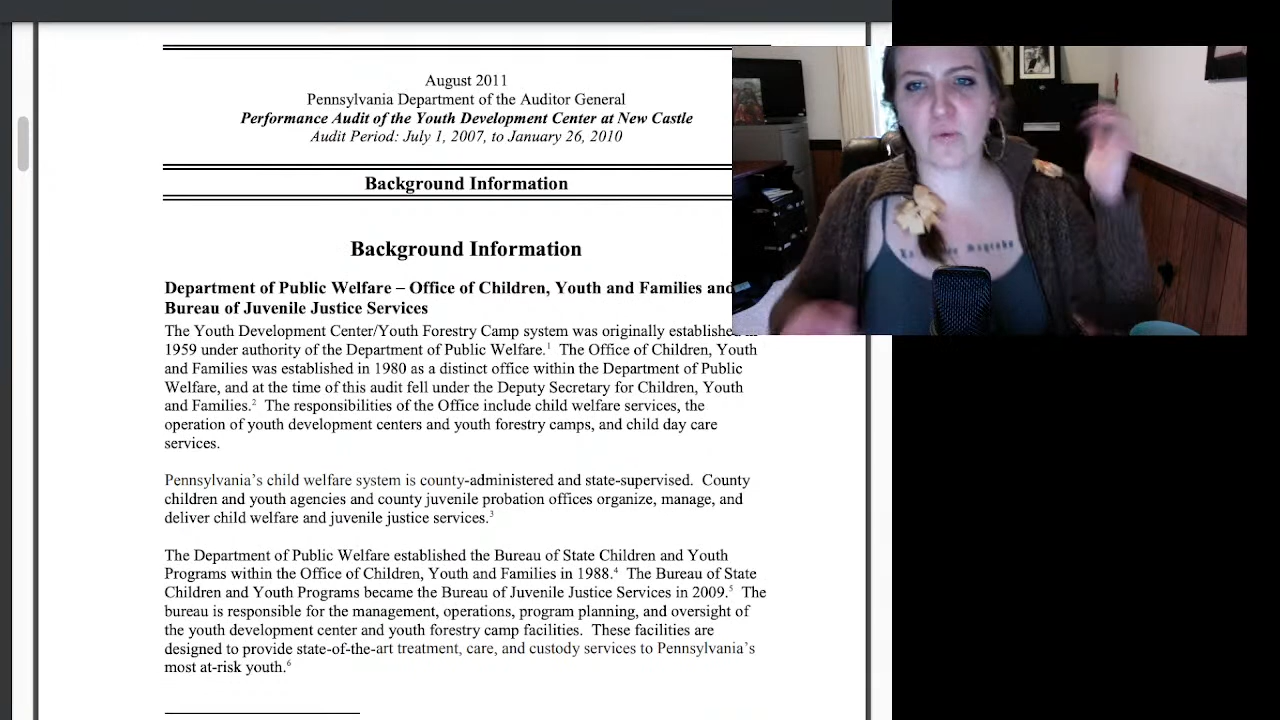 August 2011
Pennsylvania Department of the Auditor General
Performance Audit of the Youth Development Center at New Castle
Audit Period: July 1, 2007, to January 26, 2010
Background Information
Background Information
Department of Public Welfare – Office of Children, Youth and Families and
Bureau of Juvenile Justice Services
The Youth Development Center/Youth Forestry Camp system was originally established in
1959 under authority of the Department of Public Welfare.¹ The Office of Children, Youth
and Families was established in 1980 as a distinct office within the Department of Public
Welfare, and at the time of this audit fell under the Deputy Secretary for Children, Youth
and Families.² The responsibilities of the Office include child welfare services, the
operation of youth development centers and youth forestry camps, and child day care
services.
Pennsylvania’s child welfare system is county-administered and state-supervised. County
children and youth agencies and county juvenile probation offices organize, manage, and
deliver child welfare and juvenile justice services.³
The Department of Public Welfare established the Bureau of State Children and Youth
Programs within the Office of Children, Youth and Families in 1988.⁴ The Bureau of State
Children and Youth Programs became the Bureau of Juvenile Justice Services in 2009.⁵ The
bureau is responsible for the management, operations, program planning, and oversight of
the youth development center and youth forestry camp facilities. These facilities are
designed to provide state-of-the-art treatment, care, and custody services to Pennsylvania’s
most at-risk youth.⁶